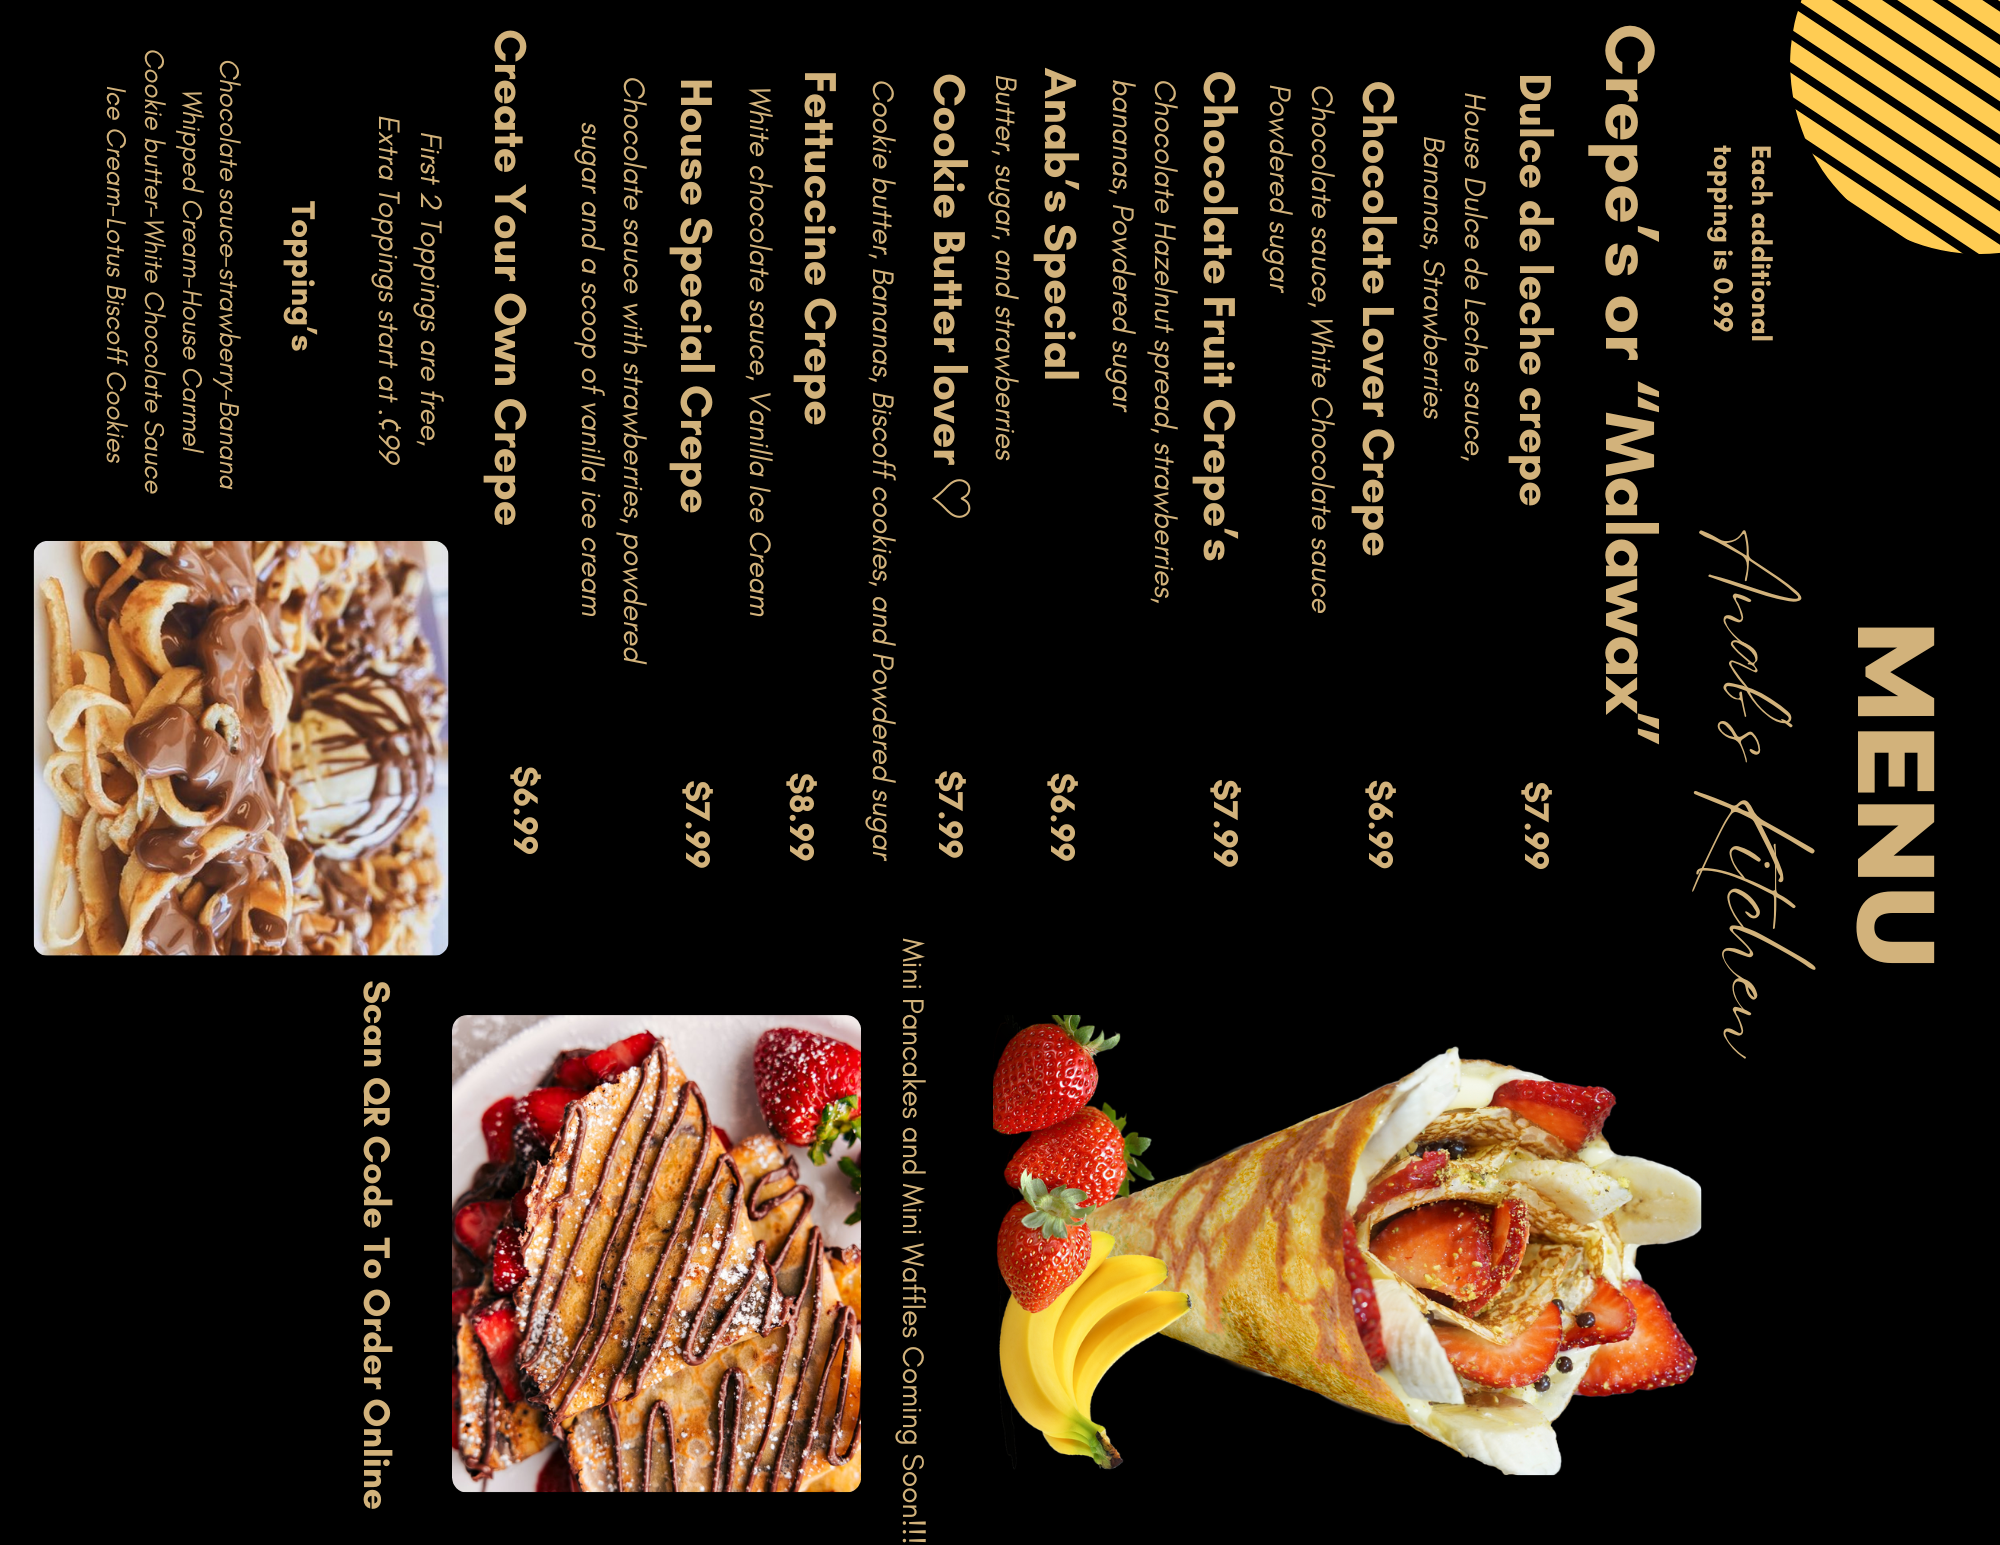 MENU
Anab's Kitchen
Each additional
topping is 0.99
Crepe's or "Malawax"
Dulce de leche crepe $7.99
House Dulce de Leche sauce,
Bananas, Strawberries
Chocolate Lover Crepe $6.99
Chocolate sauce, White Chocolate sauce
Powdered sugar
Chocolate Fruit Crepe's $7.99
Chocolate Hazelnut spread, strawberries,
bananas, Powdered sugar
Anab's Special $6.99
Butter, sugar, and strawberries
Cookie Butter lover ♡ $7.99
Cookie butter, Bananas, Biscoff cookies, and Powdered sugar
Fettuccine Crepe $8.99
White chocolate sauce, Vanilla Ice Cream
House Special Crepe $7.99
Chocolate sauce with strawberries, powdered
sugar and a scoop of vanilla ice cream
Create Your Own Crepe $6.99
First 2 Toppings are free,
Extra Toppings start at .¢99
Topping's
Chocolate sauce-strawberry-Banana
Whipped Cream-House Carmel
Cookie butter-White Chocolate Sauce
Ice Cream-Lotus Biscoff Cookies
Mini Pancakes and Mini Waffles Coming Soon!!!
Scan QR Code To Order Online